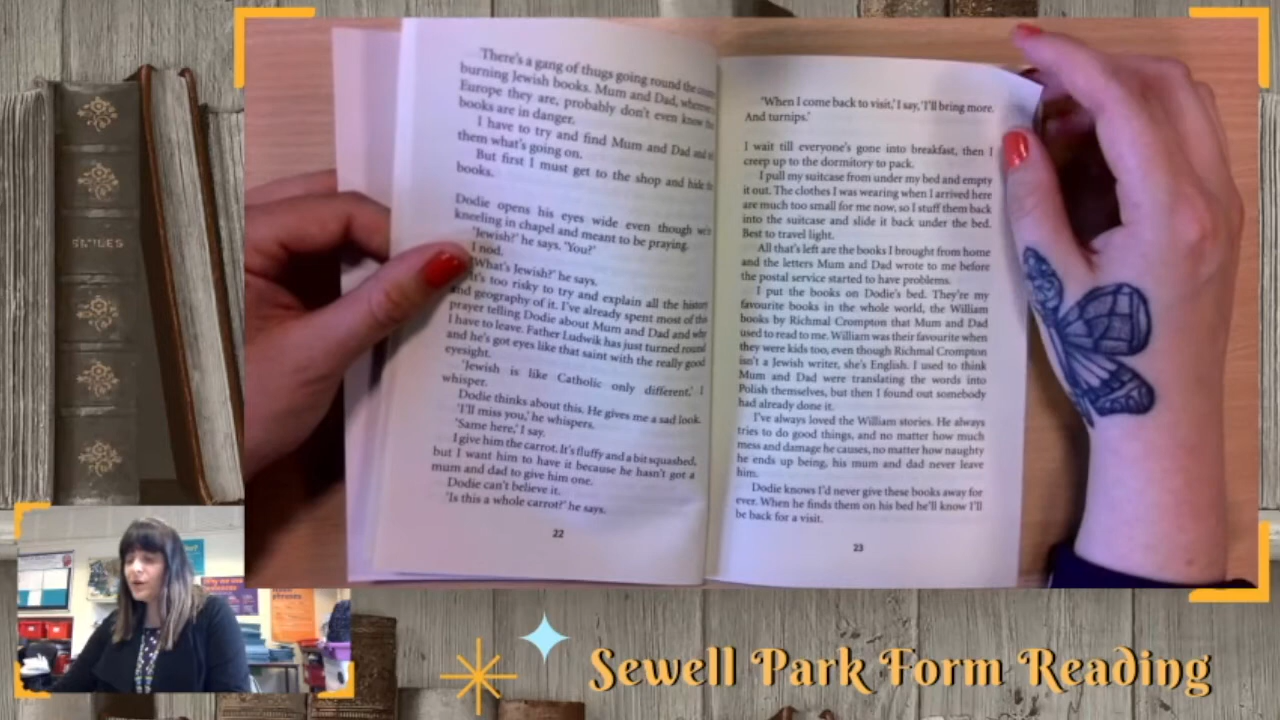 SMILES
'There's a gang of thugs going round the
burning Jewish books. Mum and Dad,
Europe they are, probably don't even know
books are in danger.
I have to try and find Mum and Dad and
them what's going on.
But first I must get to the shop and hide
books.
Dodie opens his eyes wide even though
kneeling in chapel and meant to be praying.
'Jewish?' he says. 'You?'
I nod.
'What's Jewish?' he says.
It's too risky to try and explain all the history
and geography of it. I've already spent most of this
prayer telling Dodie about Mum and Dad and why
I have to leave. Father Ludwik has just turned round
and he's got eyes like that saint with the really good
eyesight.
'Jewish is like Catholic only different,' I
whisper.
Dodie thinks about this. He gives me a sad look.
'I'll miss you,' he whispers.
'Same here,' I say.
I give him the carrot. It's fluffy and a bit squashed,
but I want him to have it because he hasn't got a
mum and dad to give him one.
Dodie can't believe it.
'Is this a whole carrot?' he says.
22
'When I come back to visit,' I say, 'I'll bring more.
And turnips.'
I wait till everyone's gone into breakfast, then I
creep up to the dormitory to pack.
I pull my suitcase from under my bed and empty
it out. The clothes I was wearing when I arrived here
are much too small for me now, so I stuff them back
into the suitcase and slide it back under the bed.
Best to travel light.
All that's left are the books I brought from home
and the letters Mum and Dad wrote to me before
the postal service started to have problems.
I put the books on Dodie's bed. They're my
favourite books in the whole world, the William
books by Richmal Crompton that Mum and Dad
used to read to me. William was their favourite when
they were kids too, even though Richmal Crompton
isn't a Jewish writer, she's English. I used to think
Mum and Dad were translating the words into
Polish themselves, but then I found out somebody
had already done it.
I've always loved the William stories. He always
tries to do good things, and no matter how much
mess and damage he causes, no matter how naughty
he ends up being, his mum and dad never leave
him.
Dodie knows I'd never give these books away for
ever. When he finds them on his bed he'll know I'll
be back for a visit.
23
Sewell Park Form Reading